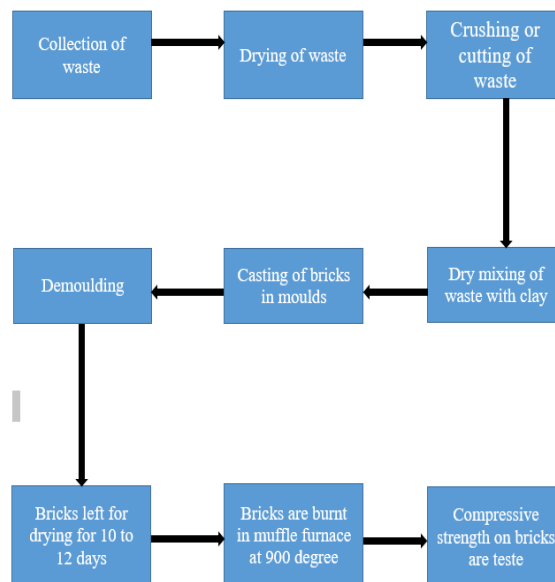 Collection of
waste
Drying of waste
Crushing or
cutting of
waste
Dry mixing of
waste with clay
Casting of bricks
in moulds
Demoulding
Bricks left for
drying for 10 to
12 days
Bricks are burnt
in muffle furnace
at 900 degree
Compressive
strength on bricks
are teste